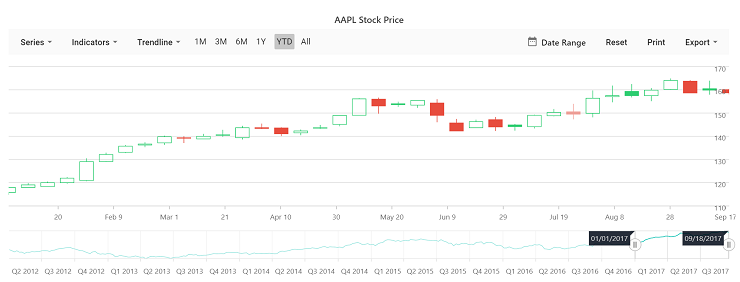 AAPL Stock Price
Series Indicators Trendline 1M 3M 6M 1Y YTD All Date Range Reset Print Export
170
160
150
140
130
120
110
20 Feb 9 Mar 1 21 Apr 10 30 May 20 Jun 9 29 Jul 19 Aug 8 28 Sep 17
01/01/2017 09/18/2017
Q2 2012 Q3 2012 Q4 2012 Q1 2013 Q2 2013 Q3 2013 Q4 2013 Q1 2014 Q2 2014 Q3 2014 Q4 2014 Q1 2015 Q2 2015 Q3 2015 Q4 2015 Q1 2016 Q2 2016 Q3 2016 Q4 2016 Q1 2017 Q2 2017 Q3 2017